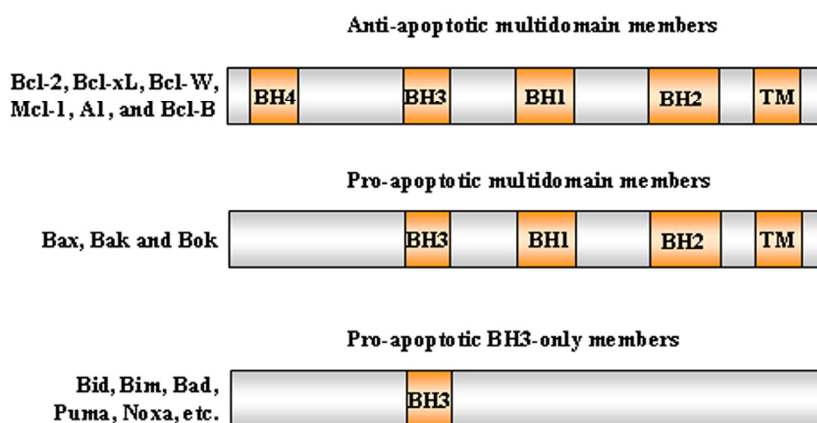 Anti-apoptotic multidomain members
Bcl-2, Bcl-xL, Bcl-W,
Mcl-1, A1, and Bcl-B
BH4 BH3 BH1 BH2 TM
Pro-apoptotic multidomain members
Bax, Bak and Bok
BH3 BH1 BH2 TM
Pro-apoptotic BH3-only members
Bid, Bim, Bad,
Puma, Noxa, etc.
BH3